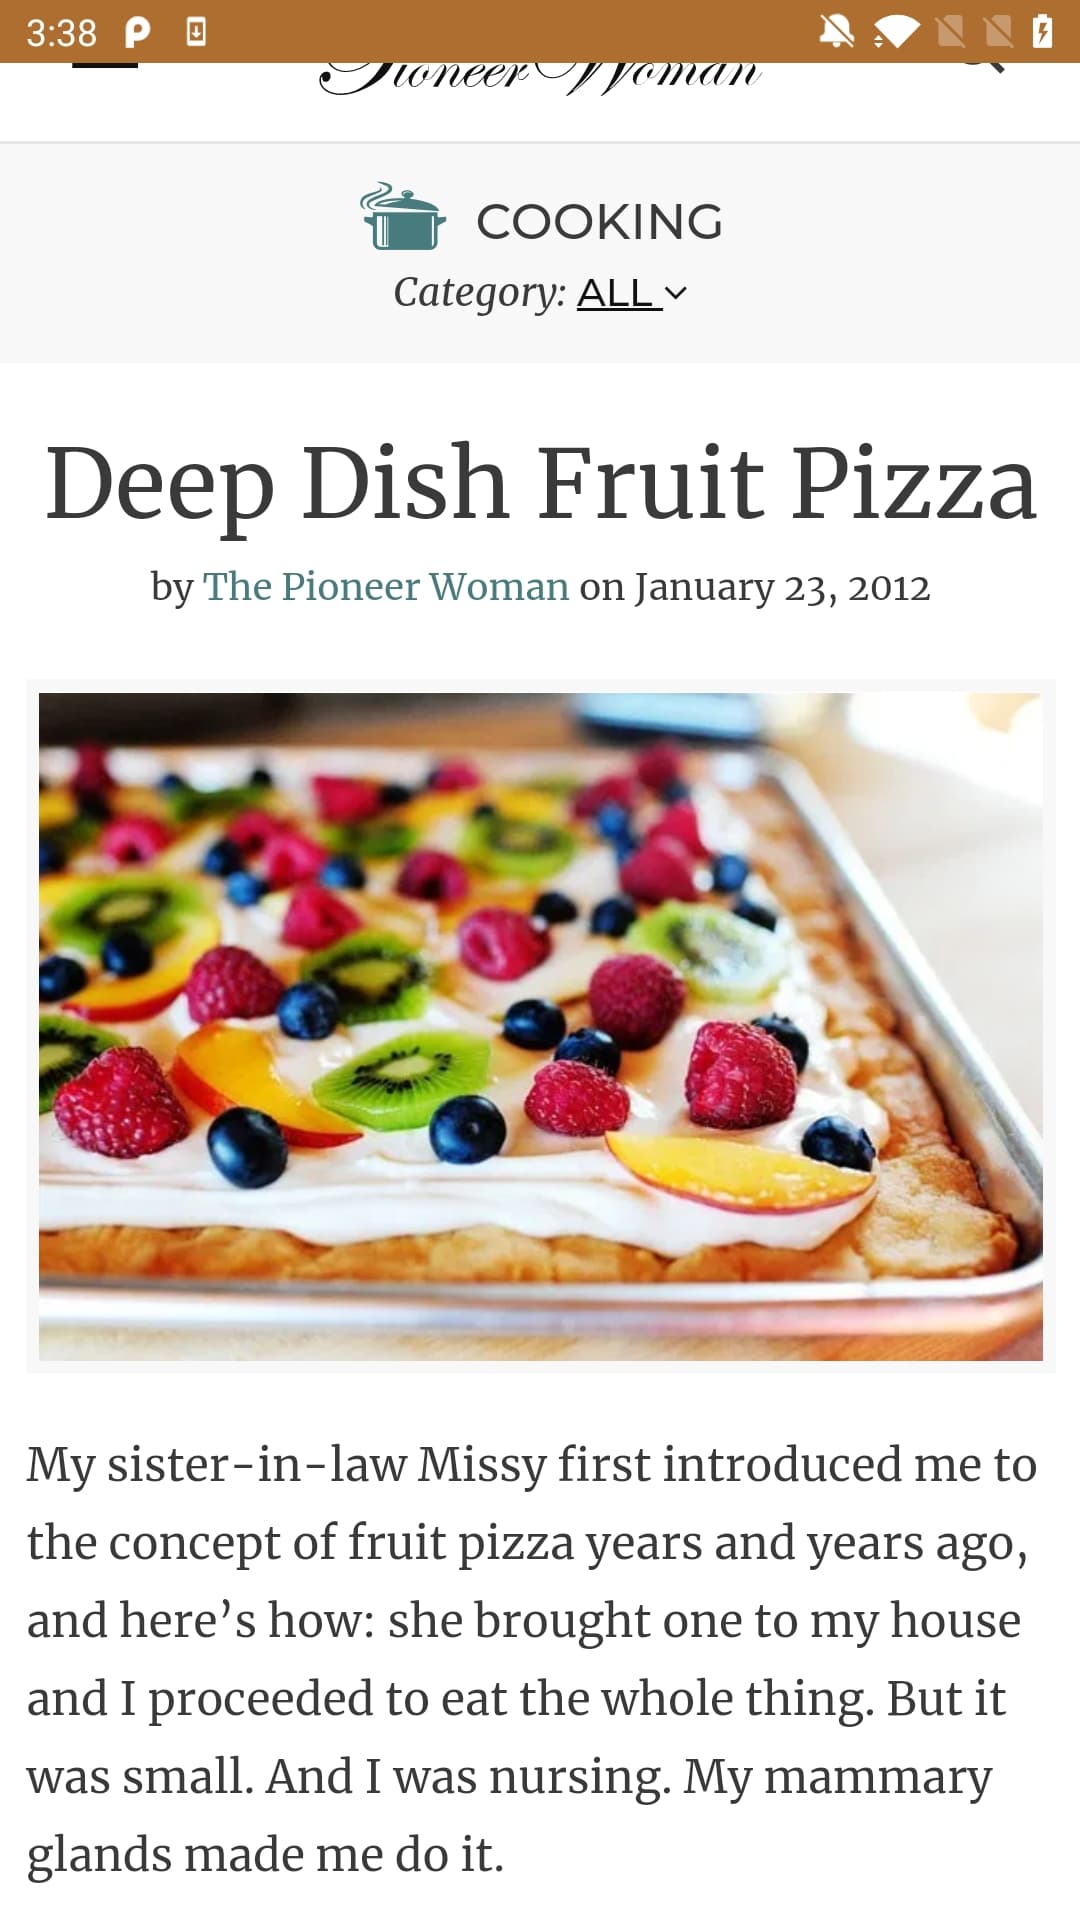 3:38
Pioneer Woman
COOKING
Category: ALL
Deep Dish Fruit Pizza
by The Pioneer Woman on January 23, 2012
My sister-in-law Missy first introduced me to
the concept of fruit pizza years and years ago,
and here’s how: she brought one to my house
and I proceeded to eat the whole thing. But it
was small. And I was nursing. My mammary
glands made me do it.